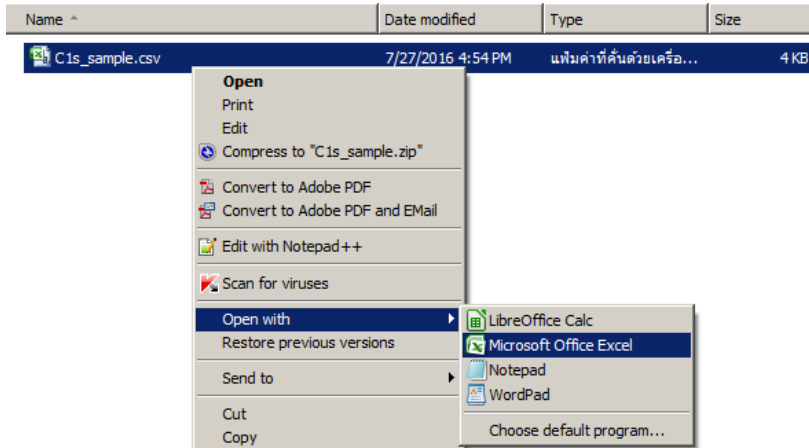 Name Date modified Type Size
C1s_sample.csv 7/27/2016 4:54 PM แฟ้มค่าที่คั่นด้วยเครื่อ... 4 KB
Open
Print
Edit
Compress to "C1s_sample.zip"
Convert to Adobe PDF
Convert to Adobe PDF and EMail
Edit with Notepad++
Scan for viruses
Open with
Restore previous versions
Send to
Cut
Copy
LibreOffice Calc
Microsoft Office Excel
Notepad
WordPad
Choose default program...